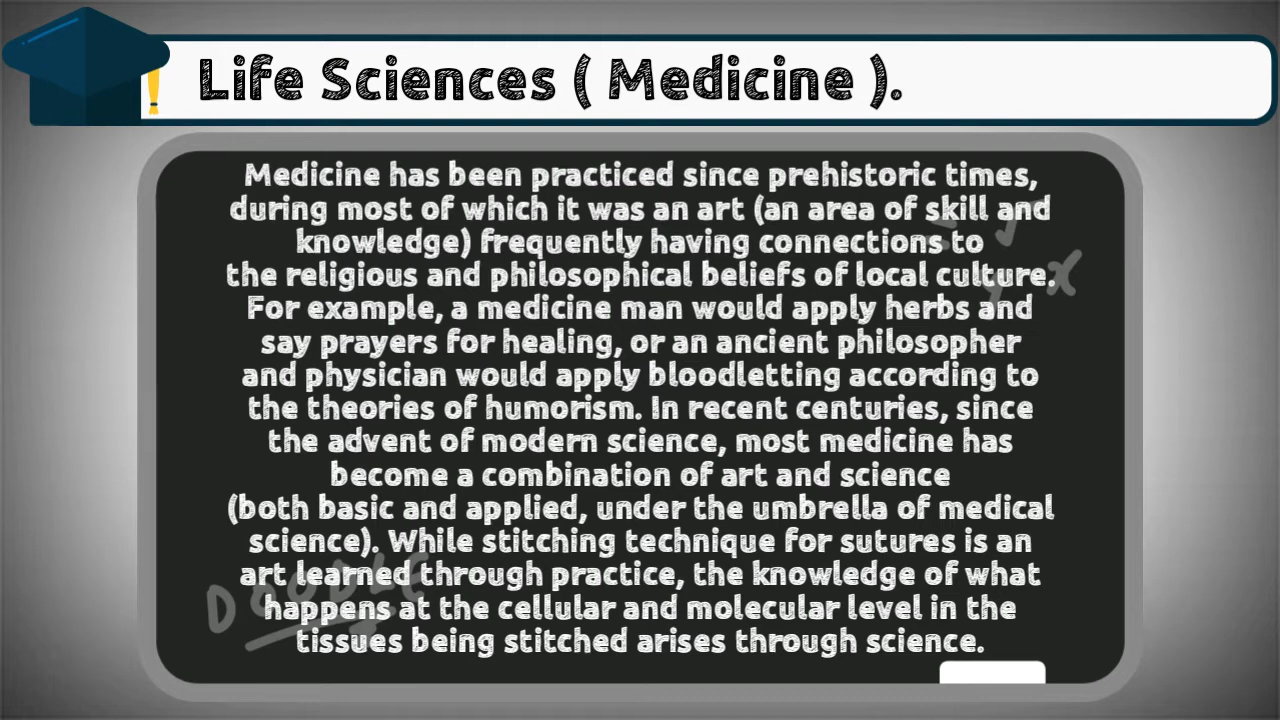 Life Sciences ( Medicine ).
Medicine has been practiced since prehistoric times,
during most of which it was an art (an area of skill and
knowledge) frequently having connections to
the religious and philosophical beliefs of local culture.
For example, a medicine man would apply herbs and
say prayers for healing, or an ancient philosopher
and physician would apply bloodletting according to
the theories of humorism. In recent centuries, since
the advent of modern science, most medicine has
become a combination of art and science
(both basic and applied, under the umbrella of medical
science). While stitching technique for sutures is an
art learned through practice, the knowledge of what
happens at the cellular and molecular level in the
tissues being stitched arises through science.
DOODLE